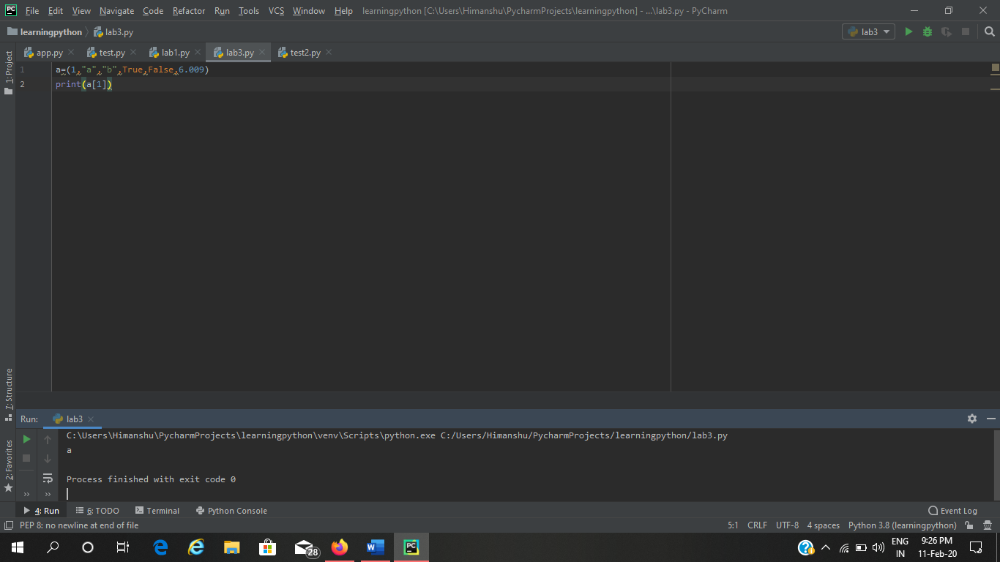 PC File Edit View Navigate Code Refactor Run Tools VCS Window Help learningpython [C:\Users\Himanshu\PycharmProjects\learningpython] - ...\lab3.py - PyCharm
learningpython lab3.py lab3
app.py test.py lab1.py lab3.py test2.py
1: Project
1 a=(1,"a","b",True,False,6.009)
2 print(a[1])
7: Structure
2: Favorites
Run: lab3
C:\Users\Himanshu\PycharmProjects\learningpython\venv\Scripts\python.exe C:/Users/Himanshu/PycharmProjects/learningpython/lab3.py
a
Process finished with exit code 0
4: Run 6: TODO Terminal Python Console Event Log
PEP 8: no newline at end of file 5:1 CRLF UTF-8 4 spaces Python 3.8 (learningpython)
28 W PC ENG 9:26 PM
IN 11-Feb-20